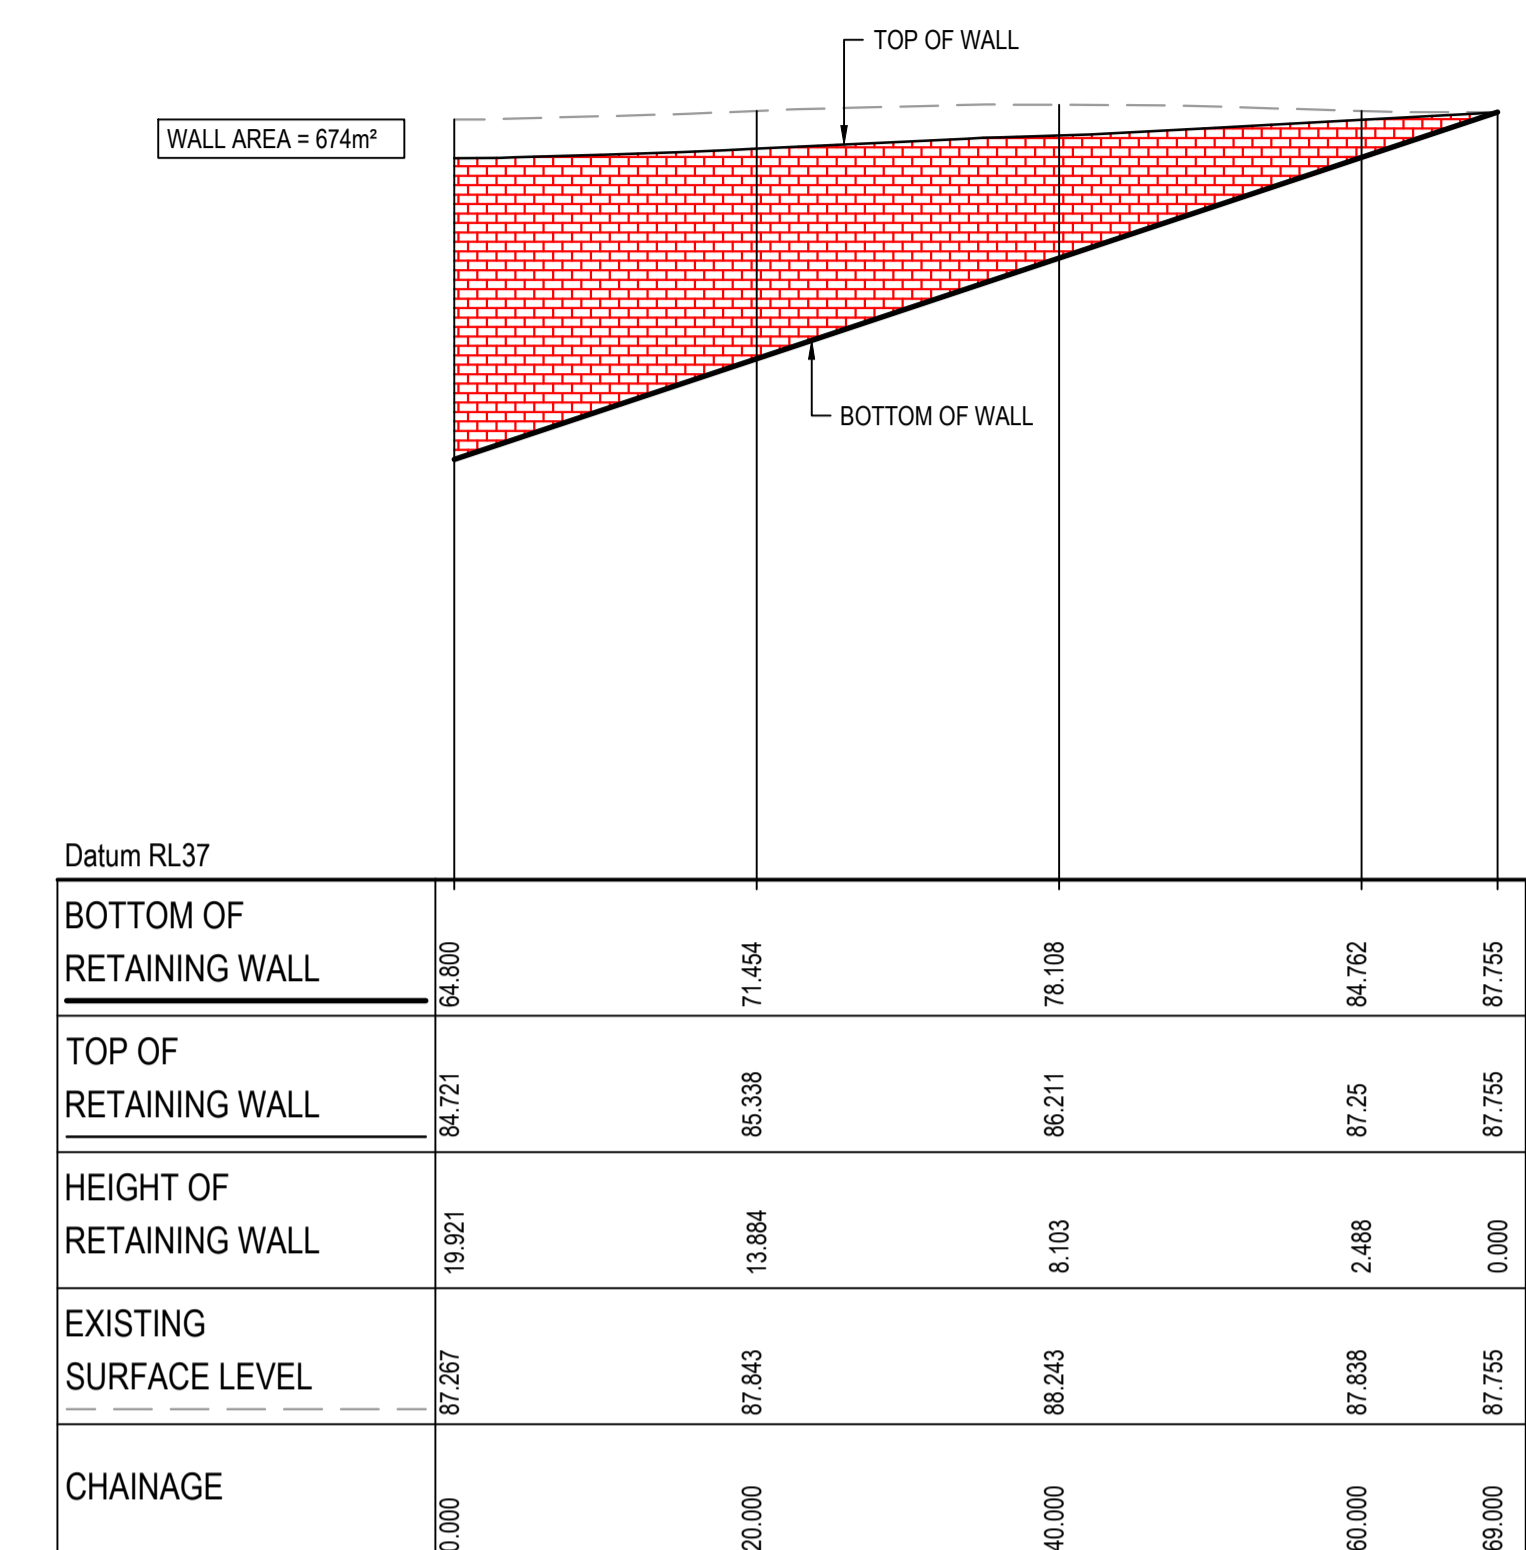 TOP OF WALL
WALL AREA = 674m²
BOTTOM OF WALL
Datum RL37
BOTTOM OF
RETAINING WALL
64.800 71.454 78.108 84.762 87.755
TOP OF
RETAINING WALL
84.721 85.338 86.211 87.25 87.755
HEIGHT OF
RETAINING WALL
19.921 13.884 8.103 2.488 0.000
EXISTING
SURFACE LEVEL
87.267 87.843 88.243 87.838 87.755
CHAINAGE
0.000 20.000 40.000 60.000 69.000